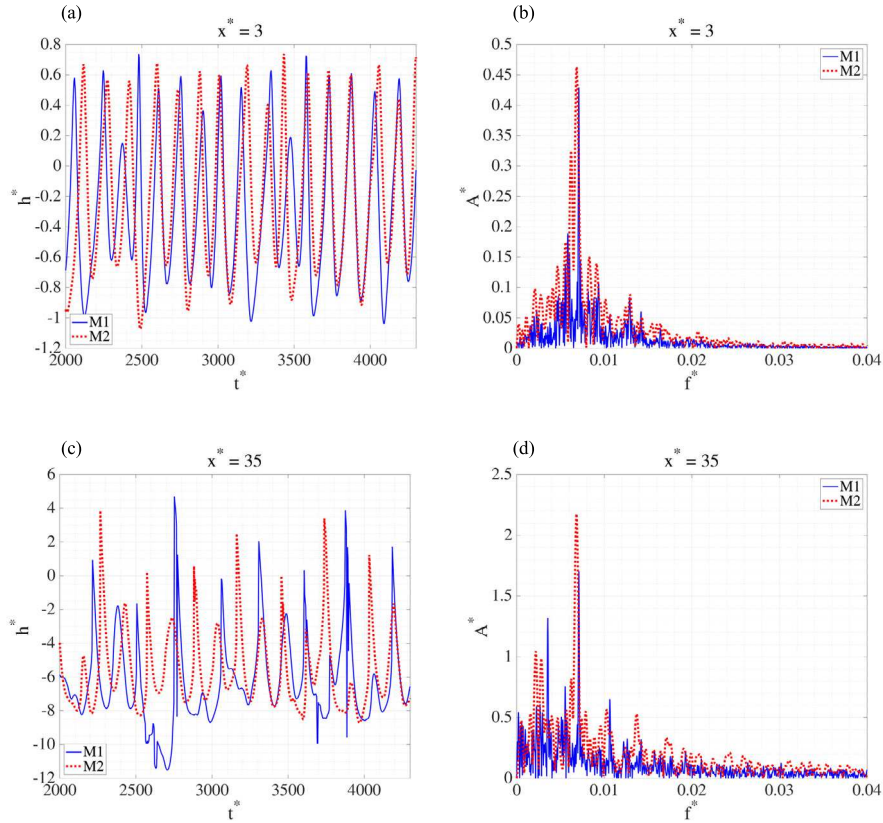 (a)
x* = 3
0.8
0.6
0.4
0.2
0
-0.2
-0.4
-0.6
-0.8
-1
-1.2
h*
M1
M2
2000 2500 3000 3500 4000
t*
(b)
x* = 3
0.5
0.45
0.4
0.35
0.3
0.25
0.2
0.15
0.1
0.05
0
A*
M1
M2
0 0.01 0.02 0.03 0.04
f*
(c)
x* = 35
6
4
2
0
-2
-4
-6
-8
-10
-12
h*
M1
M2
2000 2500 3000 3500 4000
t*
(d)
x* = 35
2.5
2
1.5
1
0.5
0
A*
M1
M2
0 0.01 0.02 0.03 0.04
f*